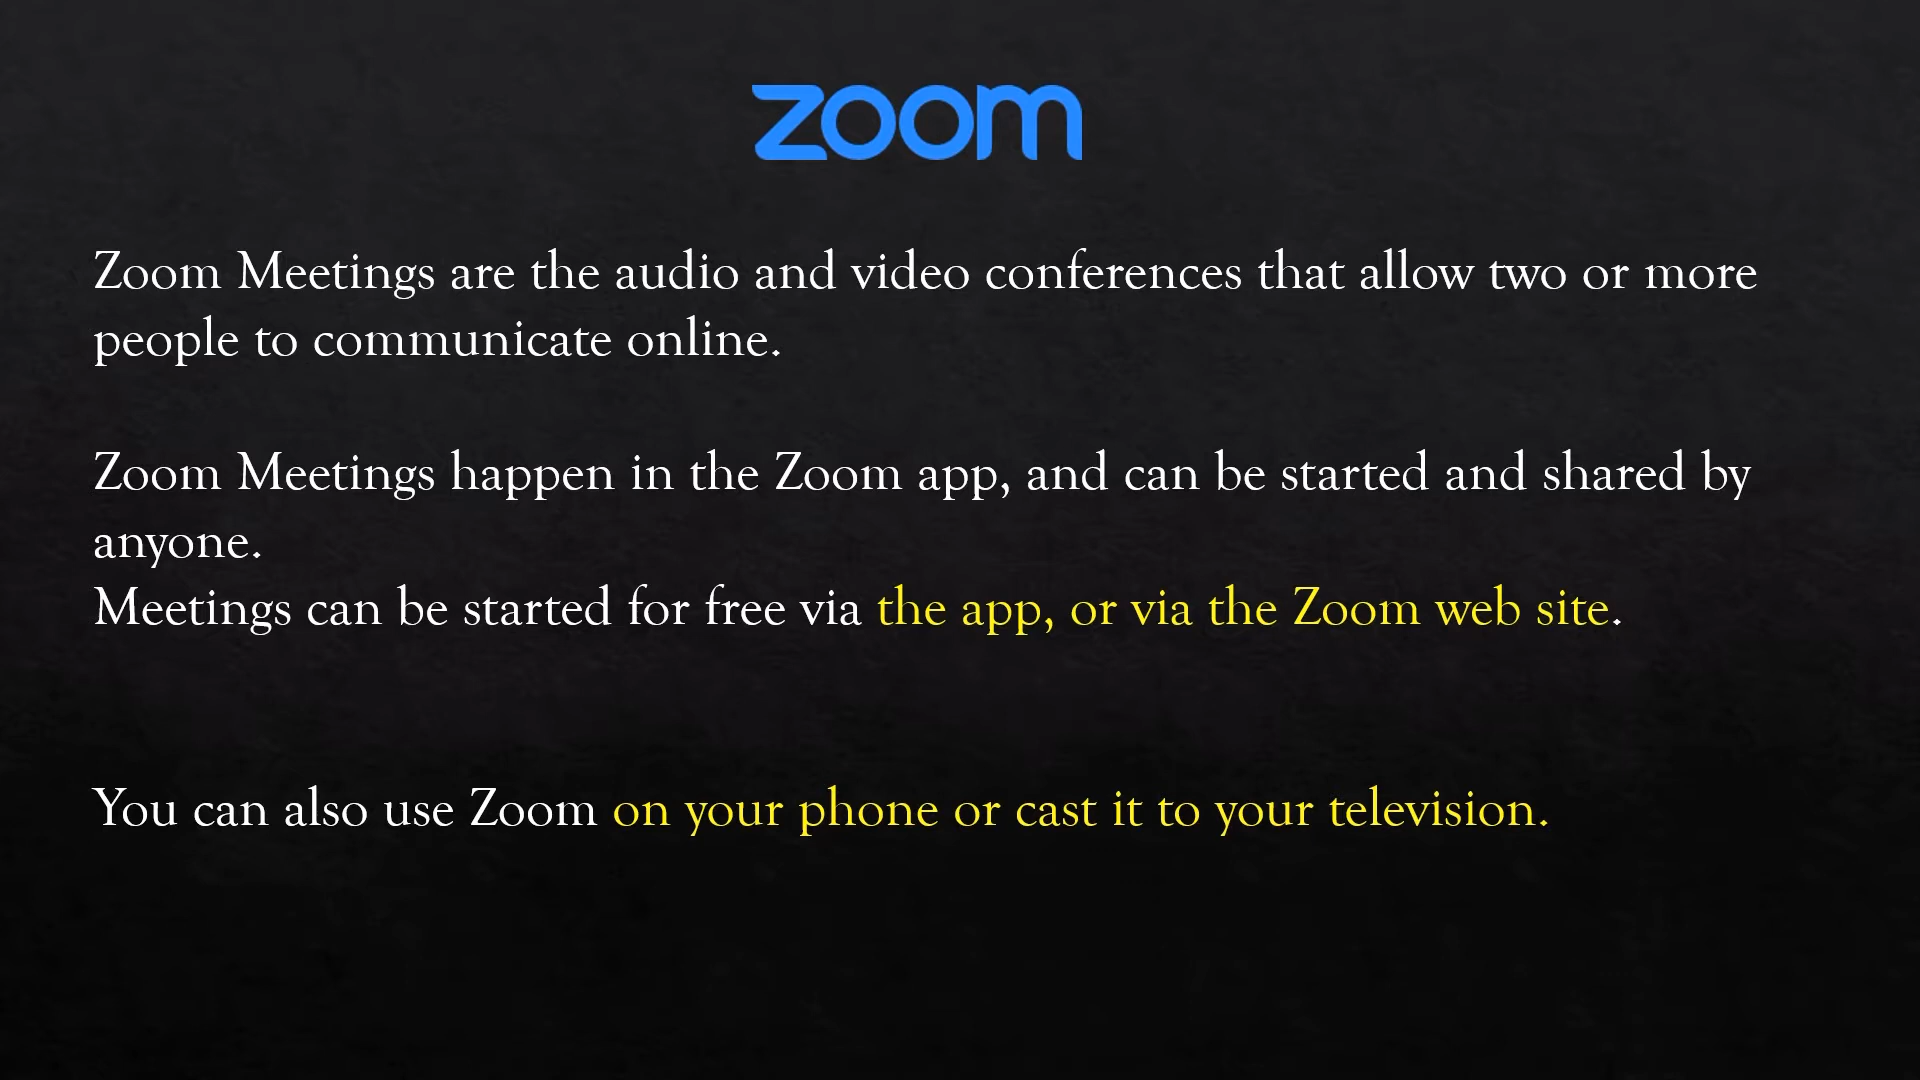 zoom
Zoom Meetings are the audio and video conferences that allow two or more
people to communicate online.
Zoom Meetings happen in the Zoom app, and can be started and shared by
anyone.
Meetings can be started for free via the app, or via the Zoom web site.
You can also use Zoom on your phone or cast it to your television.